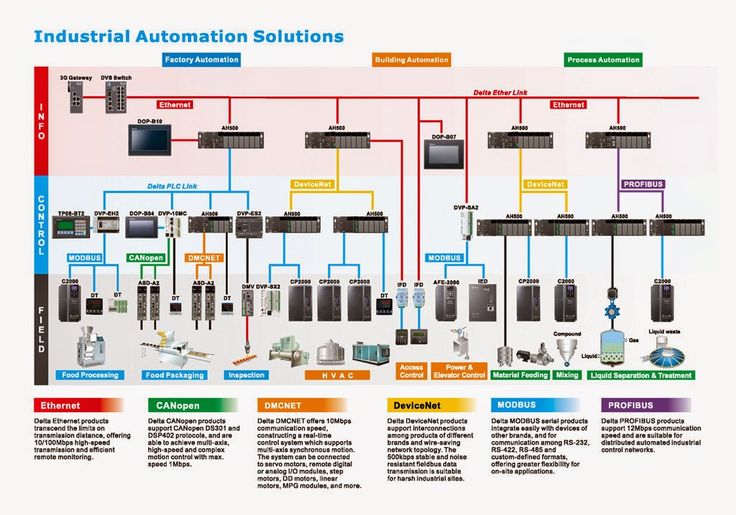 Industrial Automation Solutions
Factory Automation
Building Automation
Process Automation
INFO
3G Gateway
DVS Switch
Ethernet
Delta Ether Link
Ethernet
DOP-B10
AH500
AH500
DOP-B07
AH500
AH500
CONTROL
Delta PLC Link
DeviceNet
DeviceNet
PROFIBUS
TP08-BT2
DVP-EH2
DOP-B04
DVP-10MC
AH500
DVP-ES2
AH500
AH500
DVP-SA2
AH500
AH500
AH500
AH500
MODBUS
CANopen
DMCNET
MODBUS
FIELD
C2000
DT
DT
ASD-A2
DT
ASD-A2
DT
DMV
DVP-SX2
CP2000
CP2000
CP2000
DT
IFD
IFD
AFE-2000
IED
CP2000
C2000
C2000
C2000
DT
Compound
Liquid
Gas
Liquid waste
Food Processing
Food Packaging
Inspection
HVAC
Access
Control
Power &
Elevator Control
Material Feeding
Mixing
Liquid Separation & Treatment
Ethernet
Delta Ethernet products
transcend the limits on
transmission distance, offering
10/100Mbps high-speed
transmission and efficient
remote monitoring.
CANopen
Delta CANopen products
support CANopen DS301 and
DSP402 protocols, and are
able to achieve multi-axis,
high-speed and complex
motion control with max.
speed 1Mbps.
DMCNET
Delta DMCNET offers 10Mbps
communication speed,
constructing a real-time
control system which supports
multi-axis synchronous motion.
The system can be connected
to servo motors, remote digital
or analog I/O modules, step
motors, DD motors, linear
motors, MPG modules, and more.
DeviceNet
Delta DeviceNet products
support interconnections
among products of different
brands and wire-saving
network topology. The
500kbps stable and noise
resistant fieldbus data
transmission is suitable
for harsh industrial sites.
MODBUS
Delta MODBUS serial products
integrate easily with devices of
other brands, and for
communication among RS-232,
RS-422, RS-485 and
custom-defined formats,
offering greater flexibility for
on-site applications.
PROFIBUS
Delta PROFIBUS products
support 12Mbps communication
speed and are suitable for
distributed automated industrial
control networks.